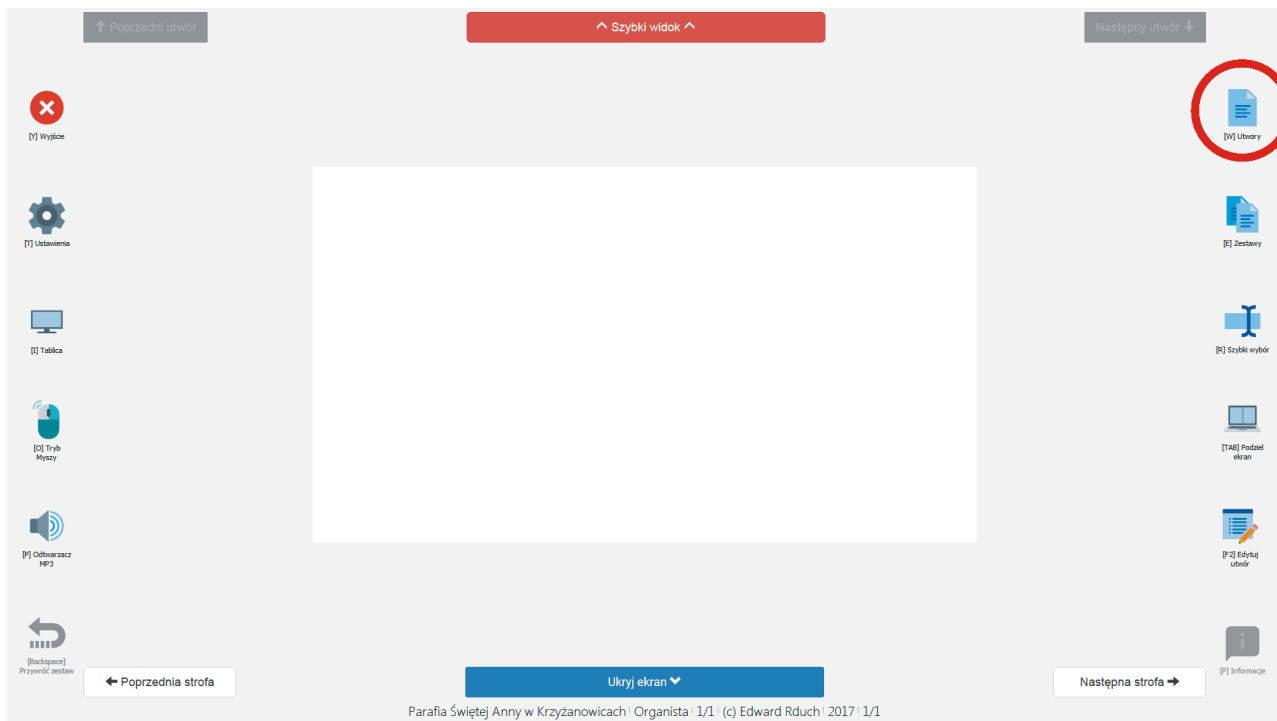 Poprzedni utwór
Szybki widok
Następny utwór
[Y] Wyjście
[W] Utwory
[T] Ustawienia
[E] Zestawy
[I] Tablica
[R] Szybki wybór
[O] Tryb
Myszy
[TAB] Podziel
ekran
[P] Odtwarzacz
MP3
[F2] Edytuj
utwór
[Backspace]
Przywróć zestaw
[P] Informacje
Poprzednia strofa
Ukryj ekran
Następna strofa
Parafia Świętej Anny w Krzyżanowicach | Organista | 1/1 | (c) Edward Rduch | 2017 | 1/1